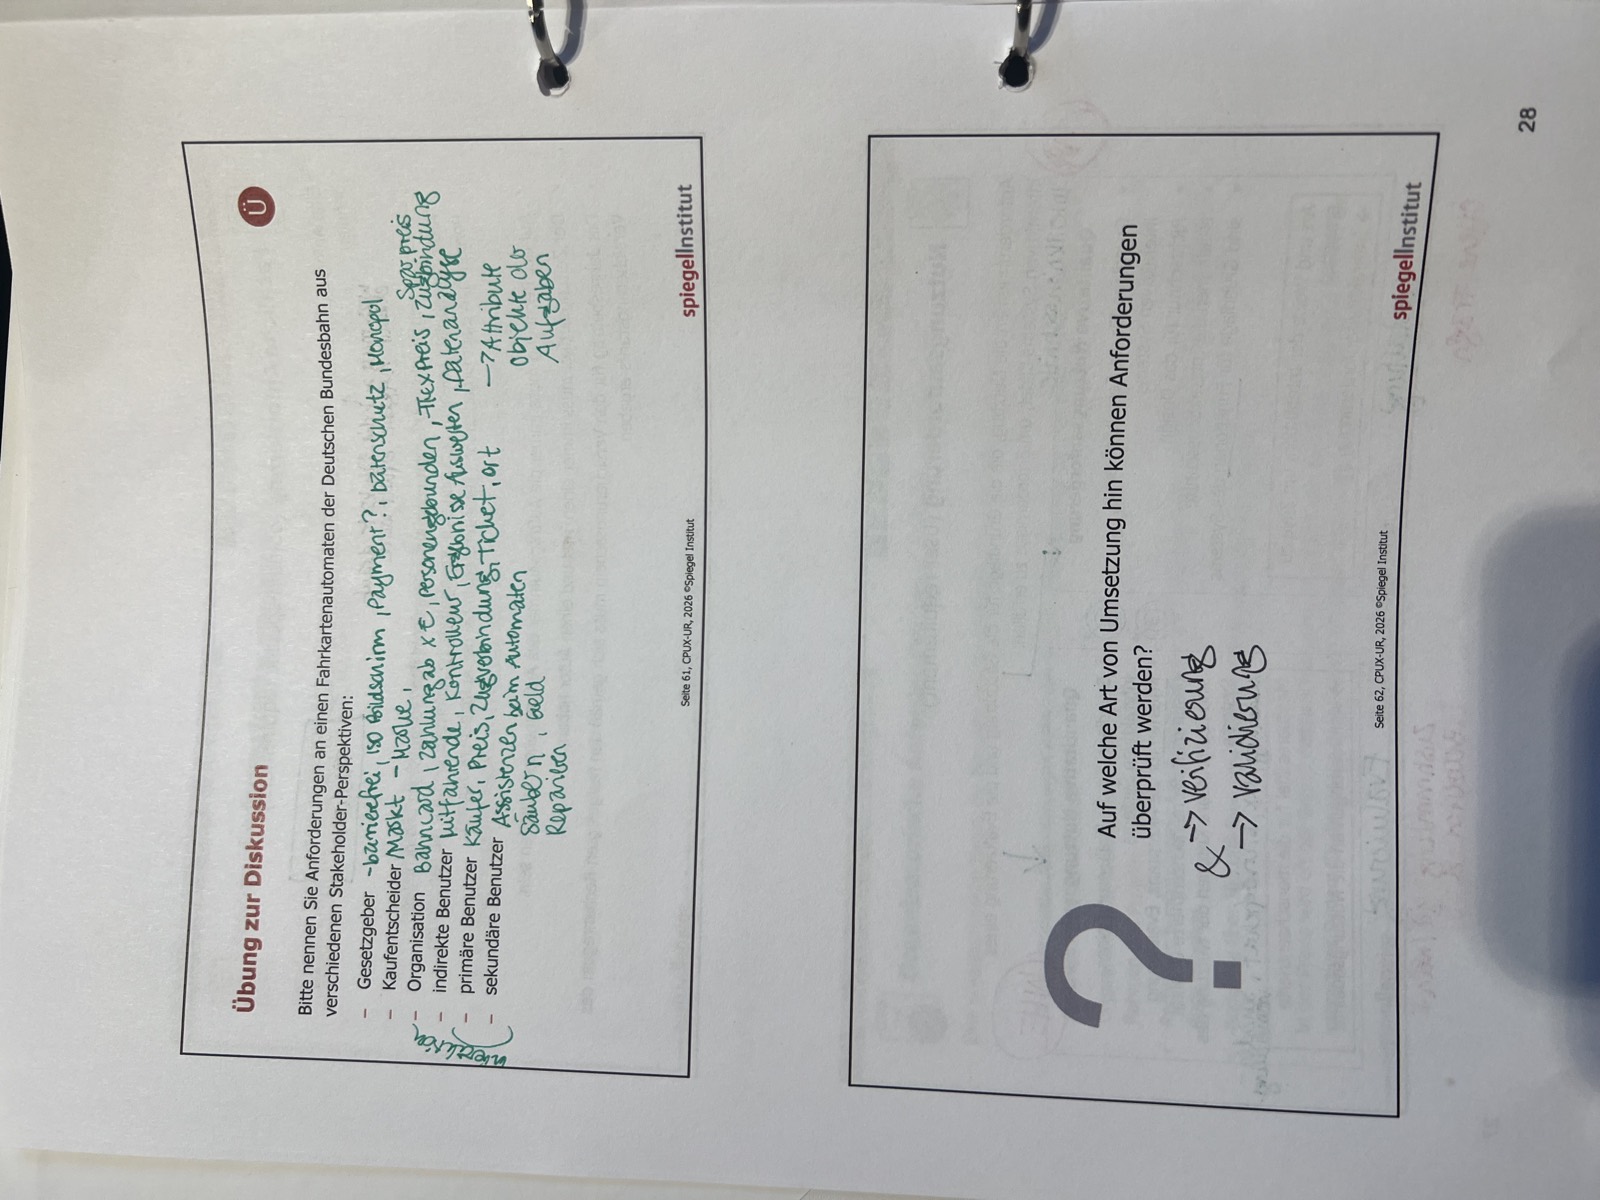 Übung zur Diskussion
Ü
Bitte nennen Sie Anforderungen an einen Fahrkartenautomaten der Deutschen Bundesbahn aus
verschiedenen Stakeholder-Perspektiven:
– Gesetzgeber -barrierefrei, ISO Bildschirm, Payment?, Datenschutz, Monopol
– Kaufentscheider Markt - Marke,
Sparpreis
– Organisation Bahncard, Zahlung ab x €, personengebunden, Flexpreis, Zugbindung
– indirekte Benutzer Mitfahrende, Kontrolleur, Ergebnisse Auswerten, Datenanalyse
– primäre Benutzer Käufer, Preis, Zugverbindung, Ticket, ort → Attribute
– sekundäre Benutzer Assistenzen beim Automaten Objekte der
Säubern, Geld Aufgaben
Reparieren
Seite 61, CPUX-UR, 2026 ©Spiegel Institut
spiegelInstitut
?
Auf welche Art von Umsetzung hin können Anforderungen
überprüft werden?
& → verifizierung
→ validierung
Seite 62, CPUX-UR, 2026 ©Spiegel Institut
spiegelInstitut
28